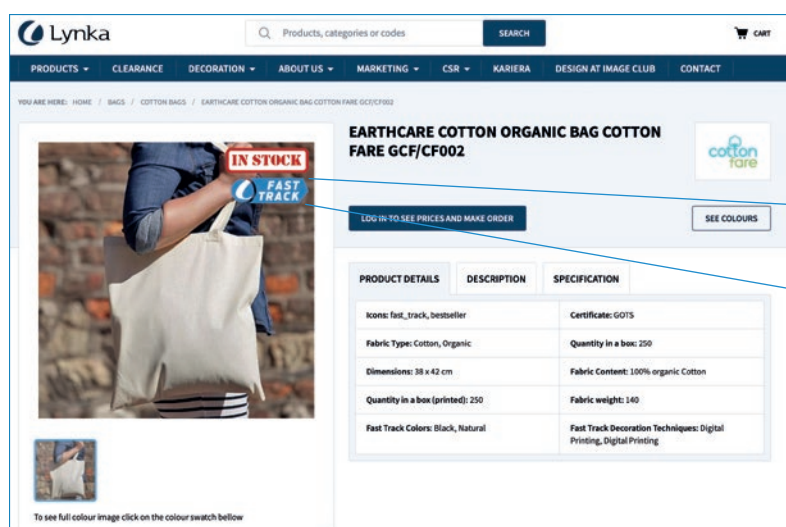 Lynka
Products, categories or codes
SEARCH
CART
PRODUCTS
CLEARANCE
DECORATION
ABOUT US
MARKETING
CSR
KARIERA
DESIGN AT IMAGE CLUB
CONTACT
YOU ARE HERE: HOME / BAGS / COTTON BAGS / EARTHCARE COTTON ORGANIC BAG COTTON FARE GCF/CF002
IN STOCK
FAST
TRACK
EARTHCARE COTTON ORGANIC BAG COTTON
FARE GCF/CF002
cotton
fare
LOG IN TO SEE PRICES AND MAKE ORDER
SEE COLOURS
PRODUCT DETAILS
DESCRIPTION
SPECIFICATION
Icons: fast_track, bestseller
Certificate: GOTS
Fabric Type: Cotton, Organic
Quantity in a box: 250
Dimensions: 38 x 42 cm
Fabric Content: 100% organic Cotton
Quantity in a box (printed): 250
Fabric weight: 140
Fast Track Colors: Black, Natural
Fast Track Decoration Techniques: Digital
Printing, Digital Printing
To see full colour image click on the colour swatch bellow